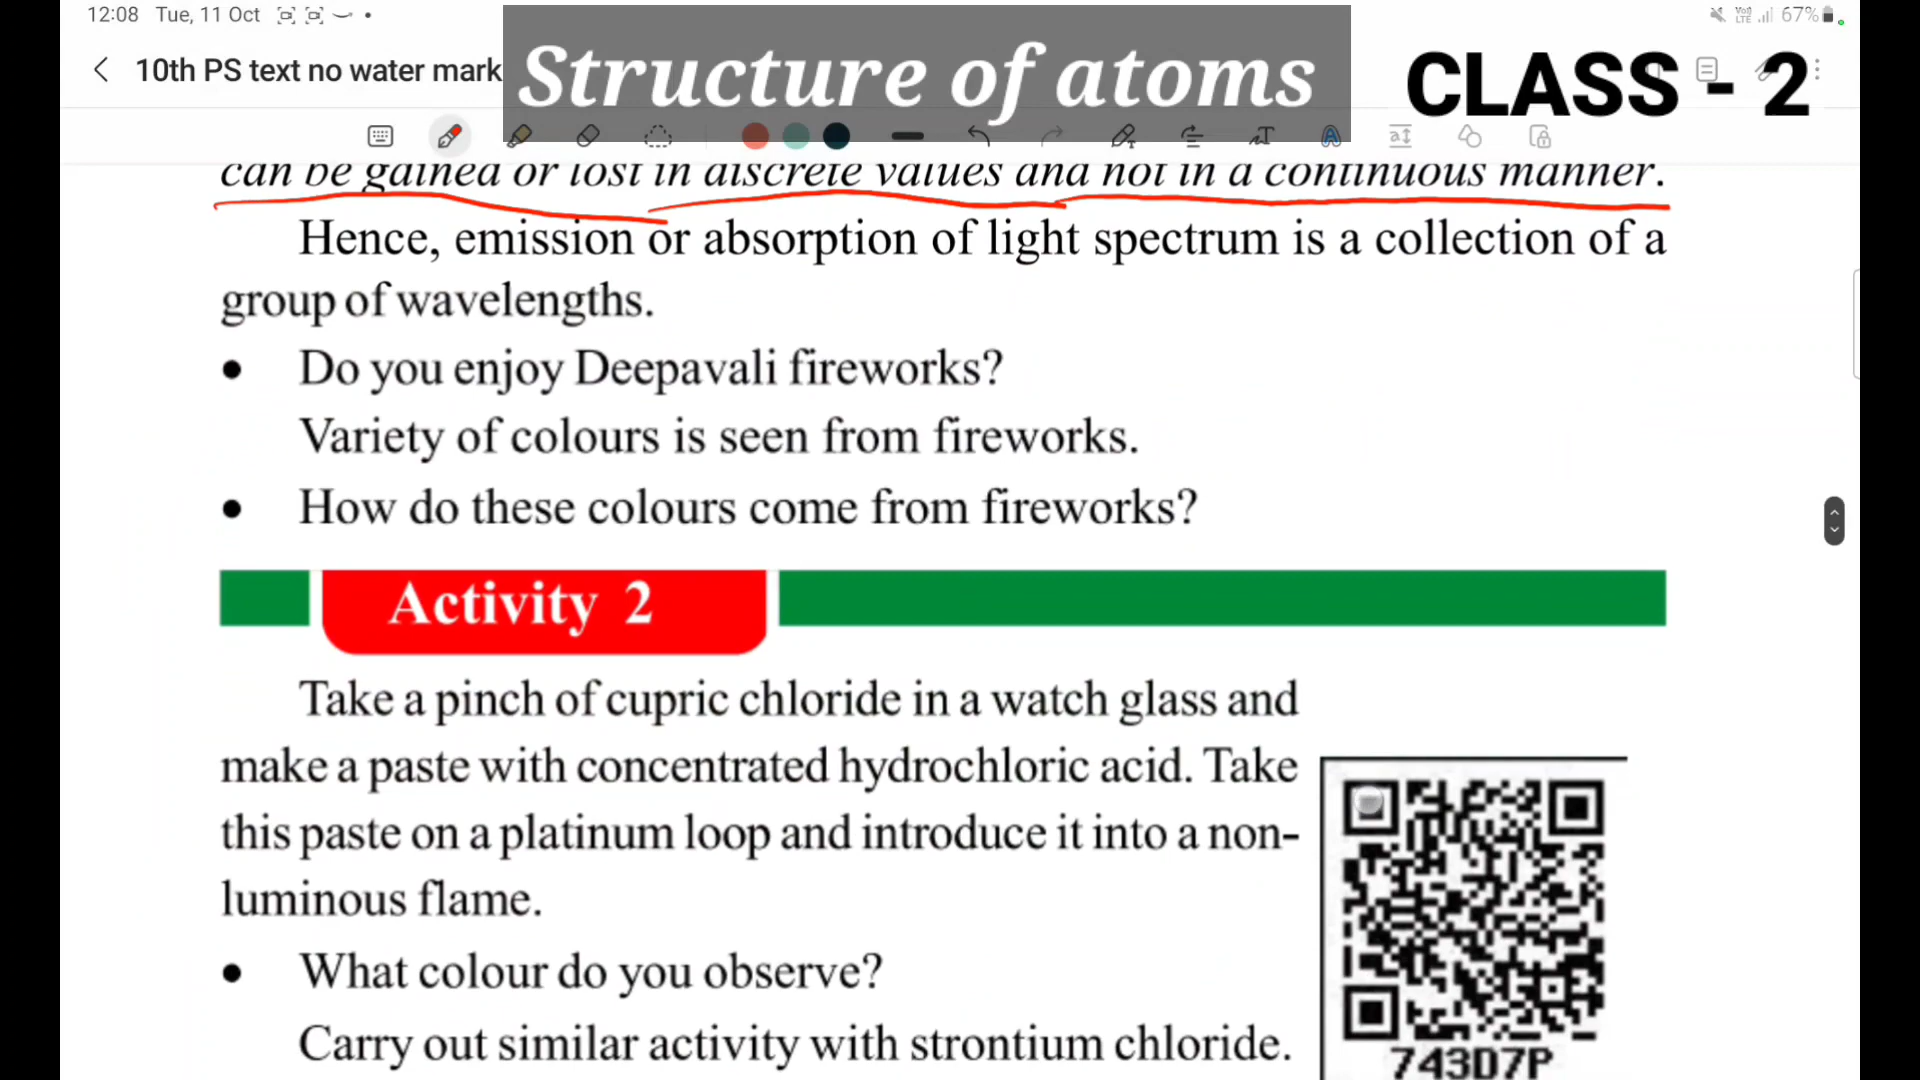 12:08 Tue, 11 Oct
67%
10th PS text no water mark
Structure of atoms
CLASS - 2
can be gained or lost in discrete values and not in a continuous manner.
Hence, emission or absorption of light spectrum is a collection of a
group of wavelengths.
• Do you enjoy Deepavali fireworks?
Variety of colours is seen from fireworks.
• How do these colours come from fireworks?
Activity 2
Take a pinch of cupric chloride in a watch glass and
make a paste with concentrated hydrochloric acid. Take
this paste on a platinum loop and introduce it into a non-
luminous flame.
• What colour do you observe?
Carry out similar activity with strontium chloride.
743D7P